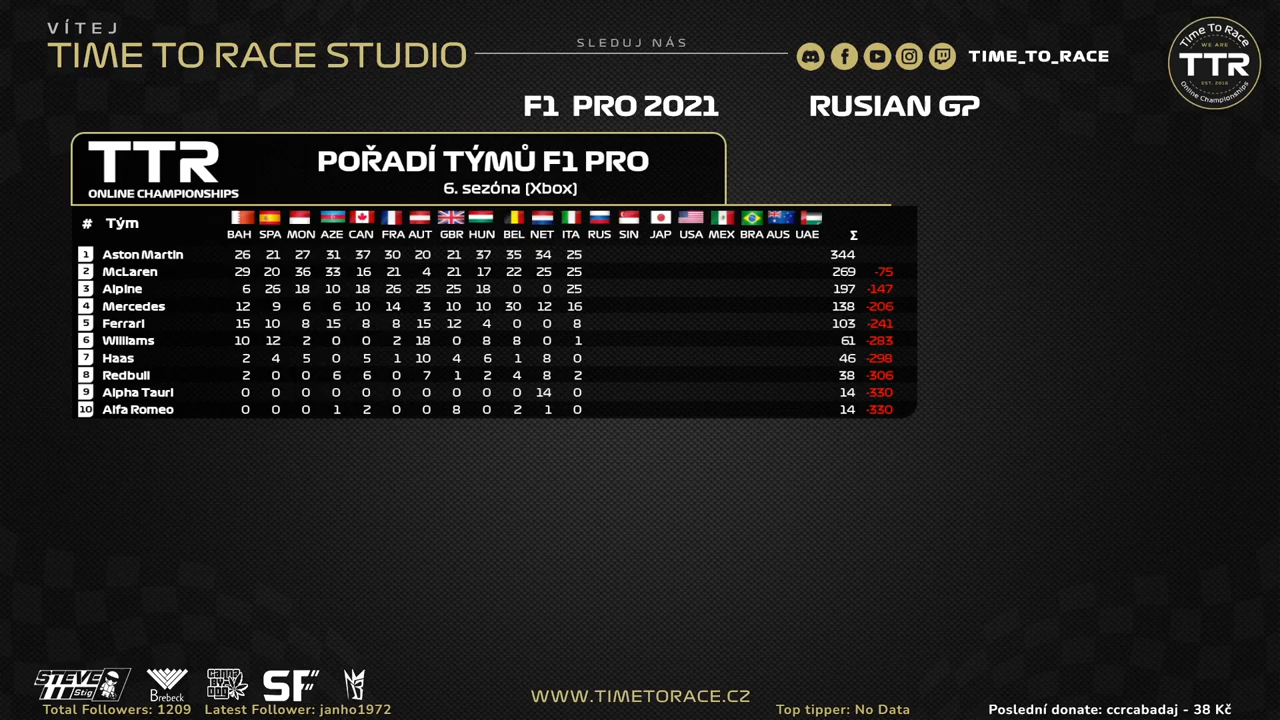 VÍTEJ
TIME TO RACE STUDIO
SLEDUJ NÁS
TIME_TO_RACE
Time To Race
WE ARE
TTR
EST. 2016
Online Championships
F1 PRO 2021 RUSIAN GP
TTR
ONLINE CHAMPIONSHIPS
POŘADÍ TÝMŮ F1 PRO
6. sezóna (Xbox)
# Tým BAH SPA MON AZE CAN FRA AUT GBR HUN BEL NET ITA RUS SIN JAP USA MEX BRA AUS UAE Σ
1 Aston Martin 26 21 27 31 37 30 20 21 37 35 34 25 344
2 McLaren 29 20 36 33 16 21 4 21 17 22 25 25 269 -75
3 Alpine 6 26 18 10 18 26 25 25 18 0 0 25 197 -147
4 Mercedes 12 9 6 6 10 14 3 10 10 30 12 16 138 -206
5 Ferrari 15 10 8 15 8 8 15 12 4 0 0 8 103 -241
6 Williams 10 12 2 0 0 2 18 0 8 8 0 1 61 -283
7 Haas 2 4 5 0 5 1 10 4 6 1 8 0 46 -298
8 Redbull 2 0 0 6 6 0 7 1 2 4 8 2 38 -306
9 Alpha Tauri 0 0 0 0 0 0 0 0 0 0 14 0 14 -330
10 Alfa Romeo 0 0 0 1 2 0 0 8 0 2 1 0 14 -330
STEVE
Stig
Brebeck
SF
WWW.TIMETORACE.CZ
Total Followers: 1209 Latest Follower: janho1972 Top tipper: No Data Poslední donate: ccrcabadaj - 38 Kč